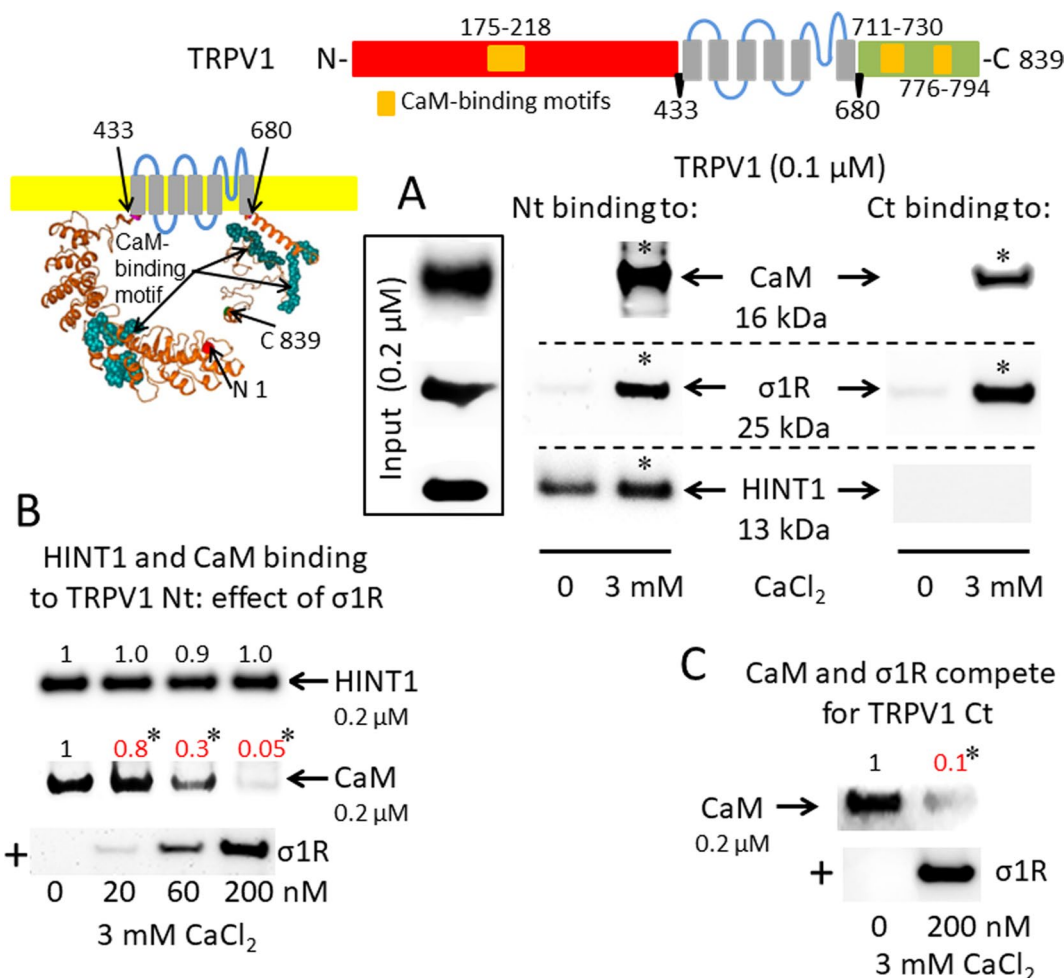 175-218
711-730
TRPV1
N-
-C 839
CaM-binding motifs
776-794
433
680
433
680
CaM-
binding
motif
C 839
N 1
A
TRPV1 (0.1 µM)
Nt binding to:
Ct binding to:
Input (0.2 µM)
*
*
CaM
16 kDa
*
*
σ1R
25 kDa
*
HINT1
13 kDa
0 3 mM CaCl2 0 3 mM
B
HINT1 and CaM binding
to TRPV1 Nt: effect of σ1R
1 1.0 0.9 1.0
HINT1
0.2 µM
1 0.8* 0.3* 0.05*
CaM
0.2 µM
+ σ1R
0 20 60 200 nM
3 mM CaCl2
C
CaM and σ1R compete
for TRPV1 Ct
1 0.1*
CaM
0.2 µM
+ σ1R
0 200 nM
3 mM CaCl2